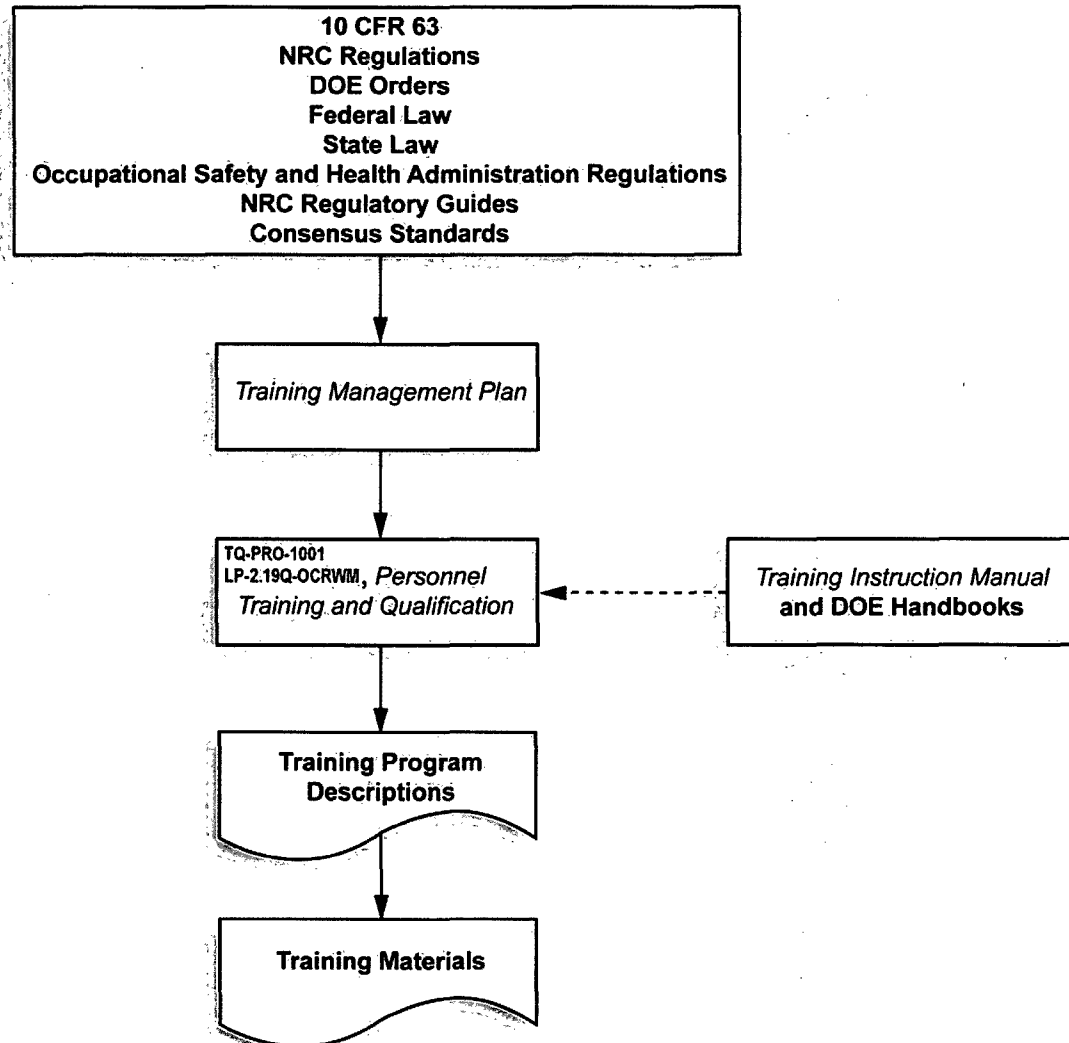 10 CFR 63
NRC Regulations
DOE Orders
Federal Law
State Law
Occupational Safety and Health Administration Regulations
NRC Regulatory Guides
Consensus Standards
Training Management Plan
TQ-PRO-1001
LP-2.19Q-OCRWM, Personnel
Training and Qualification
Training Instruction Manual
and DOE Handbooks
Training Program
Descriptions
Training Materials